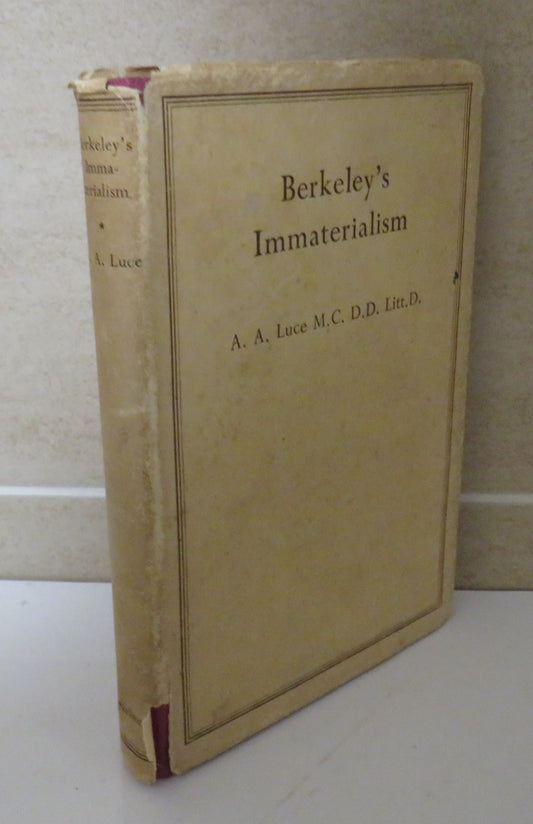 Berkeley's
Immaterialism
A. A. Luce M.C. D.D. Litt.D.
erkeley's
Imma-
terialism
★
A. Luce